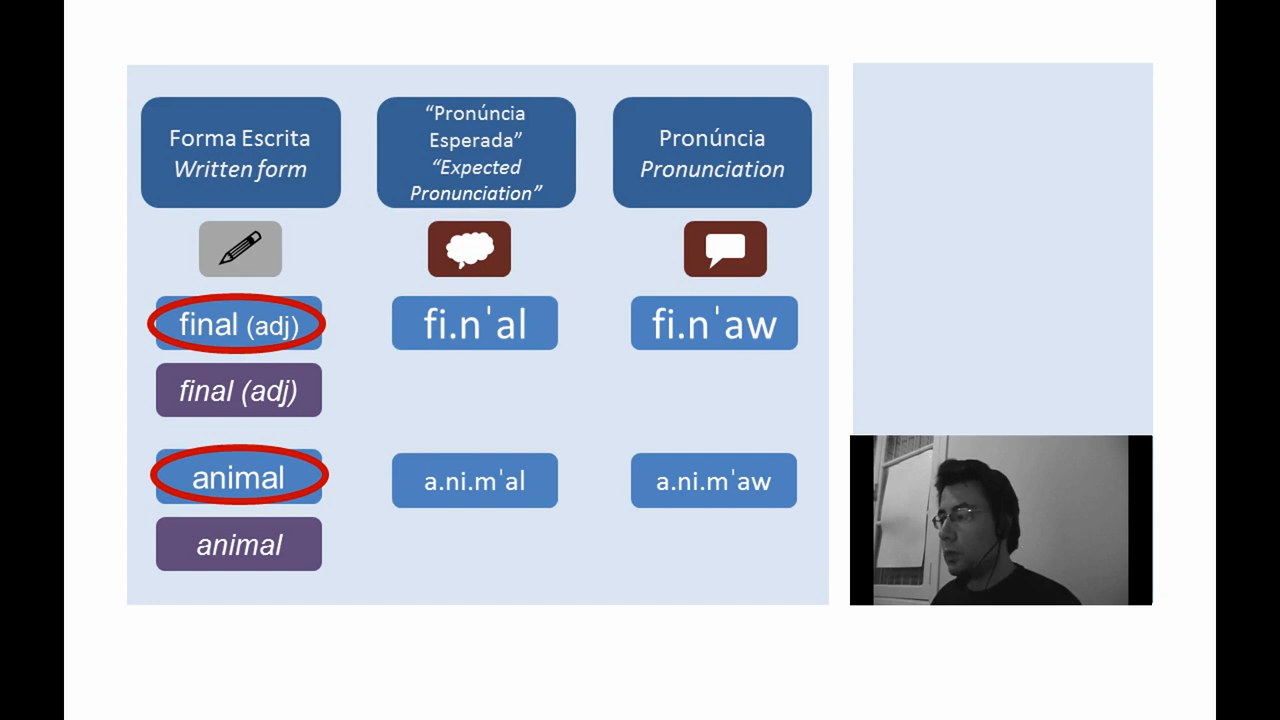 Forma Escrita
Written form
“Pronúncia
Esperada”
“Expected
Pronunciation”
Pronúncia
Pronunciation
final (adj)
fi.nˈal
fi.nˈaw
final (adj)
animal
a.ni.mˈal
a.ni.mˈaw
animal